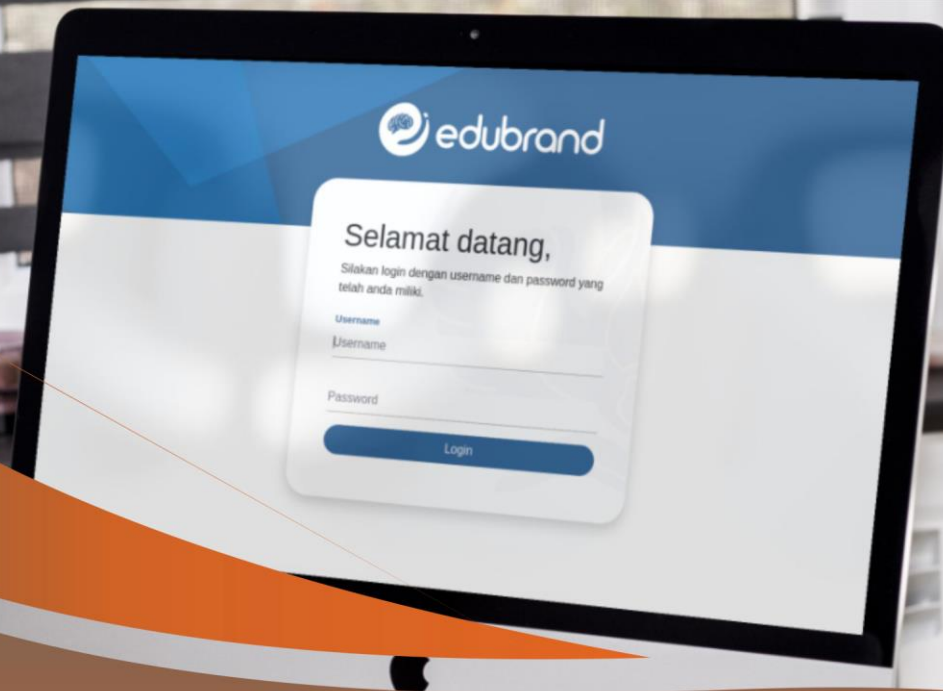 edubrand
Selamat datang,
Silakan login dengan username dan password yang
telah anda miliki.
Username
Username
Password
Login